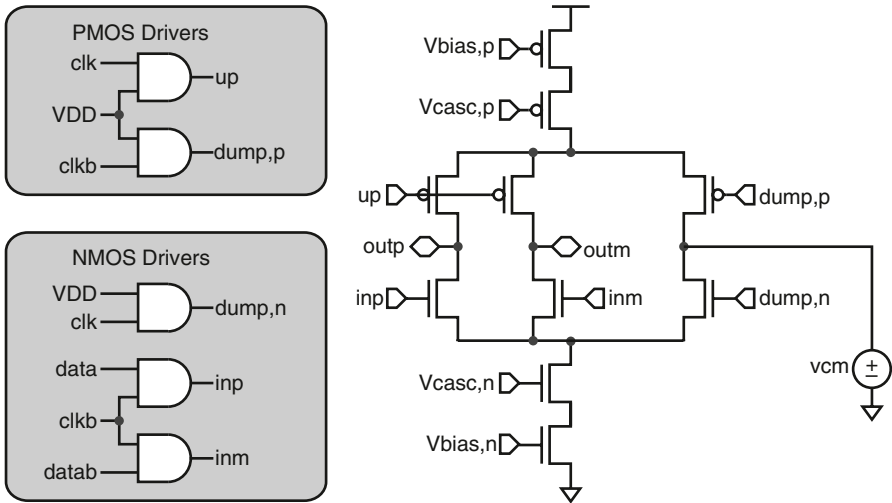 PMOS Drivers
clk
up
VDD
clkb
dump,p
NMOS Drivers
VDD
clk
dump,n
data
inp
clkb
datab
inm
Vbias,p
Vcasc,p
up
dump,p
outp
outm
inp
inm
dump,n
Vcasc,n
Vbias,n
vcm
±